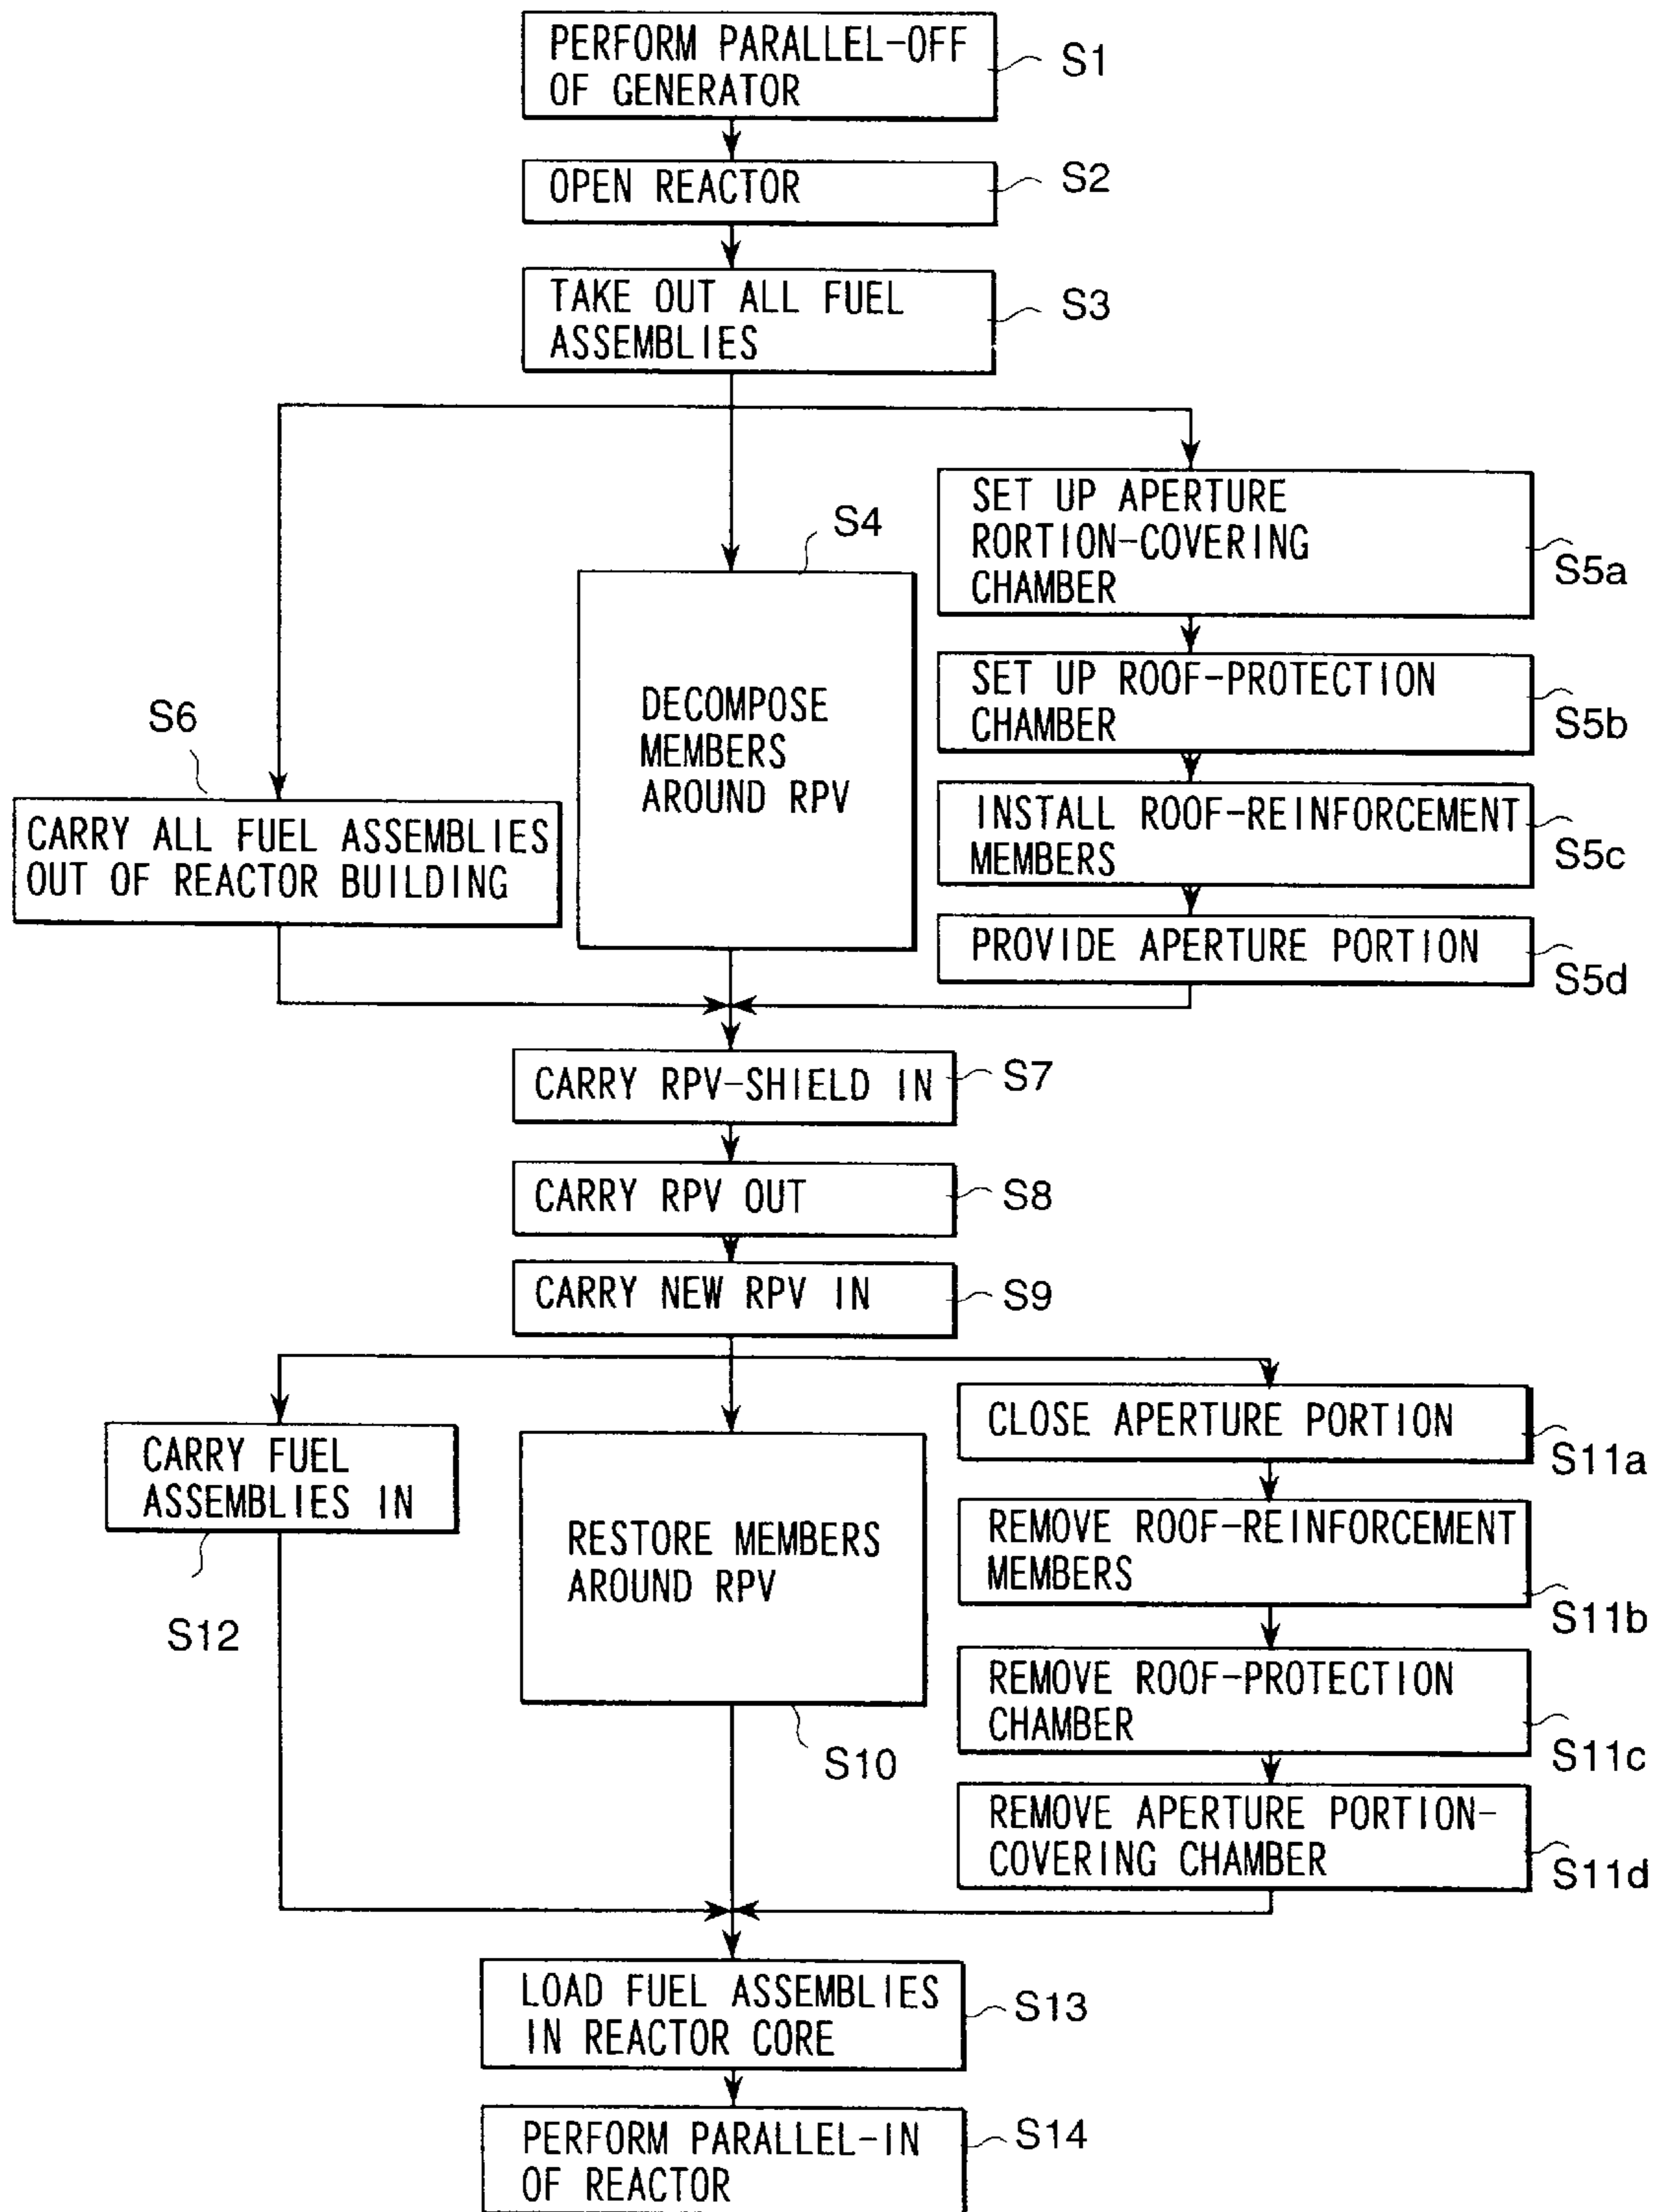 PERFORM PARALLEL-OFF
OF GENERATOR
S1
OPEN REACTOR
S2
TAKE OUT ALL FUEL
ASSEMBLIES
S3
S6
CARRY ALL FUEL ASSEMBLIES
OUT OF REACTOR BUILDING
S4
DECOMPOSE
MEMBERS
AROUND RPV
SET UP APERTURE
RORTION-COVERING
CHAMBER
S5a
SET UP ROOF-PROTECTION
CHAMBER
S5b
INSTALL ROOF-REINFORCEMENT
MEMBERS
S5c
PROVIDE APERTURE PORTION
S5d
CARRY RPV-SHIELD IN
S7
CARRY RPV OUT
S8
CARRY NEW RPV IN
S9
CARRY FUEL
ASSEMBLIES IN
S12
RESTORE MEMBERS
AROUND RPV
S10
CLOSE APERTURE PORTION
S11a
REMOVE ROOF-REINFORCEMENT
MEMBERS
S11b
REMOVE ROOF-PROTECTION
CHAMBER
S11c
REMOVE APERTURE PORTION-
COVERING CHAMBER
S11d
LOAD FUEL ASSEMBLIES
IN REACTOR CORE
S13
PERFORM PARALLEL-IN
OF REACTOR
S14